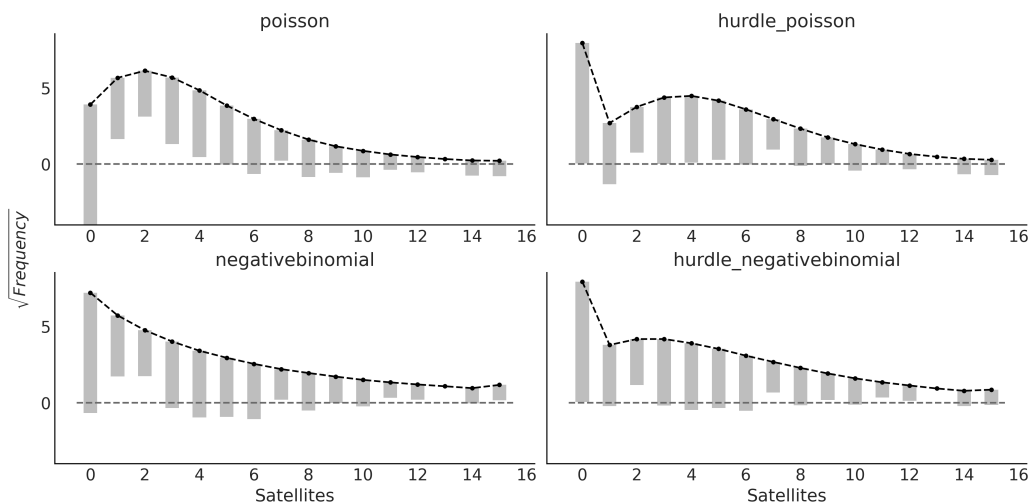 poisson
hurdle_poisson
5
0
0 2 4 6 8 10 12 14 16
0 2 4 6 8 10 12 14 16
negativebinomial
hurdle_negativebinomial
√Frequency
5
0
0 2 4 6 8 10 12 14 16
0 2 4 6 8 10 12 14 16
Satellites
Satellites